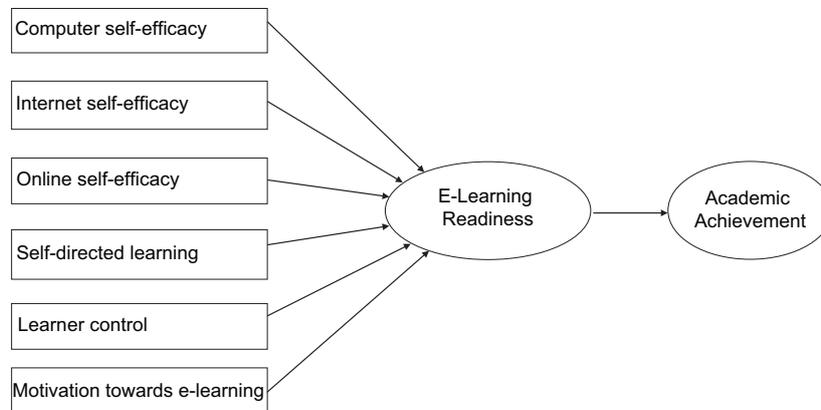 Computer self-efficacy
Internet self-efficacy
Online self-efficacy
Self-directed learning
Learner control
Motivation towards e-learning
E-Learning
Readiness
Academic
Achievement